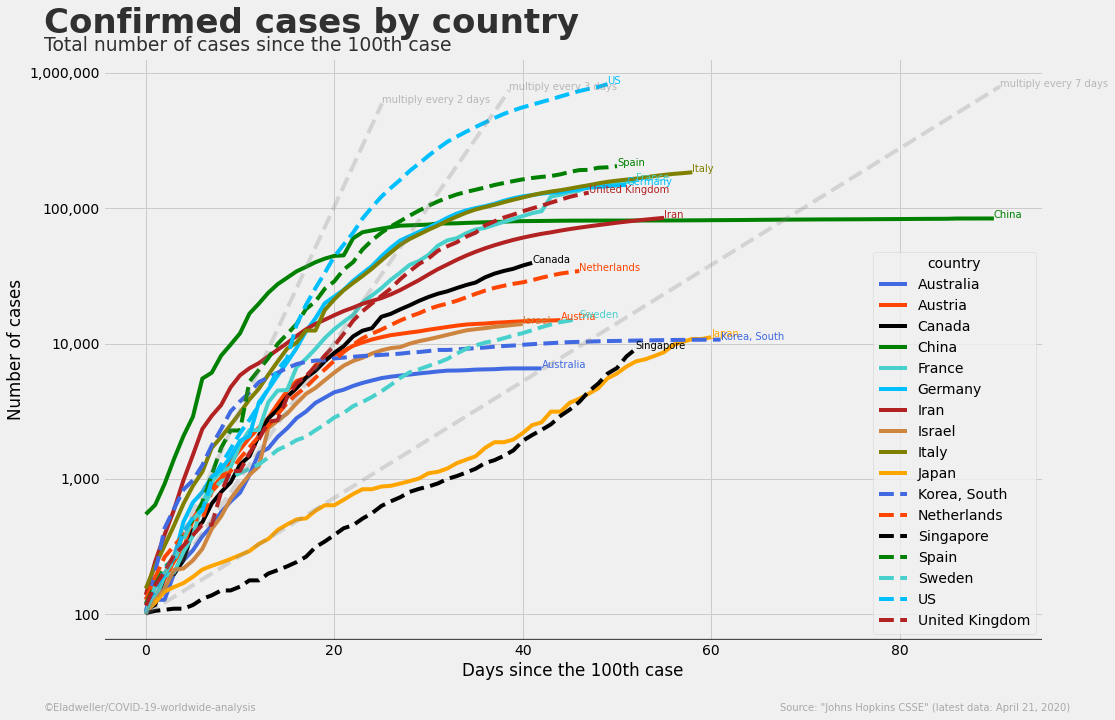 Confirmed cases by country
Total number of cases since the 100th case
Number of cases
1,000,000
100,000
10,000
1,000
100
multiply every 2 days
multiply every 3 days
US
multiply every 7 days
Spain
Italy
France
Germany
United Kingdom
Iran
China
Canada
Netherlands
Israel
Austria
Sweden
Japan
Korea, South
Singapore
Australia
country
Australia
Austria
Canada
China
France
Germany
Iran
Israel
Italy
Japan
Korea, South
Netherlands
Singapore
Spain
Sweden
US
United Kingdom
0 20 40 60 80
Days since the 100th case
©Eladweller/COVID-19-worldwide-analysis
Source: "Johns Hopkins CSSE" (latest data: April 21, 2020)